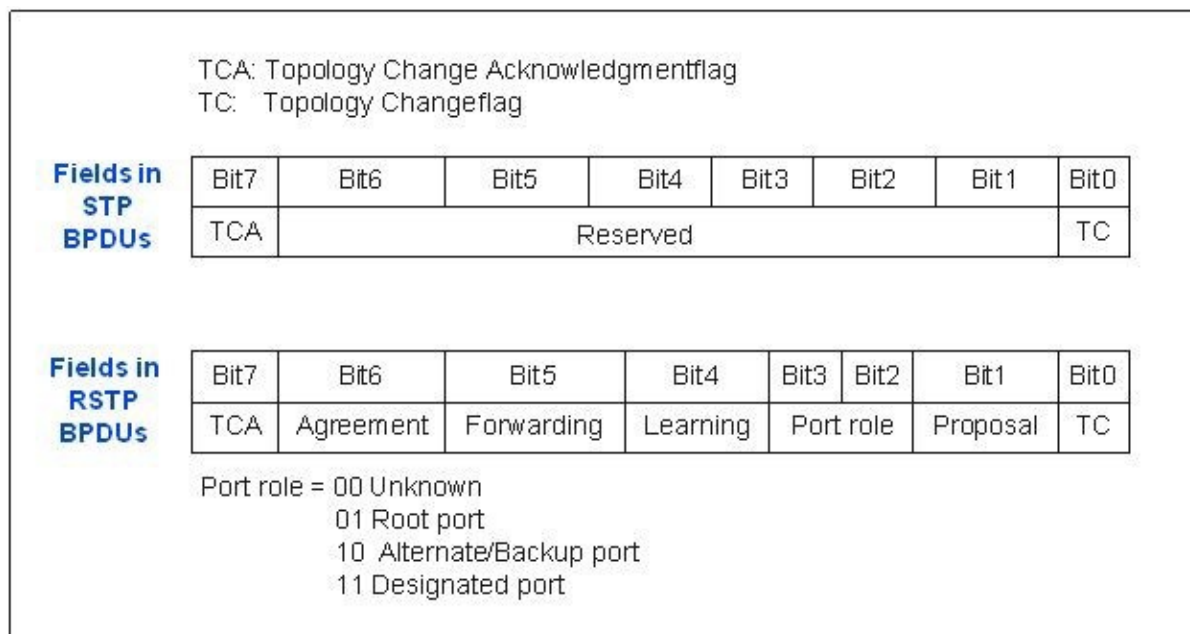 TCA: Topology Change Acknowledgmentflag
TC: Topology Changeflag
Fields in STP BPDUs
Bit7 Bit6 Bit5 Bit4 Bit3 Bit2 Bit1 Bit0
TCA Reserved TC
Fields in RSTP BPDUs
Bit7 Bit6 Bit5 Bit4 Bit3 Bit2 Bit1 Bit0
TCA Agreement Forwarding Learning Port role Proposal TC
Port role = 00 Unknown
01 Root port
10 Alternate/Backup port
11 Designated port